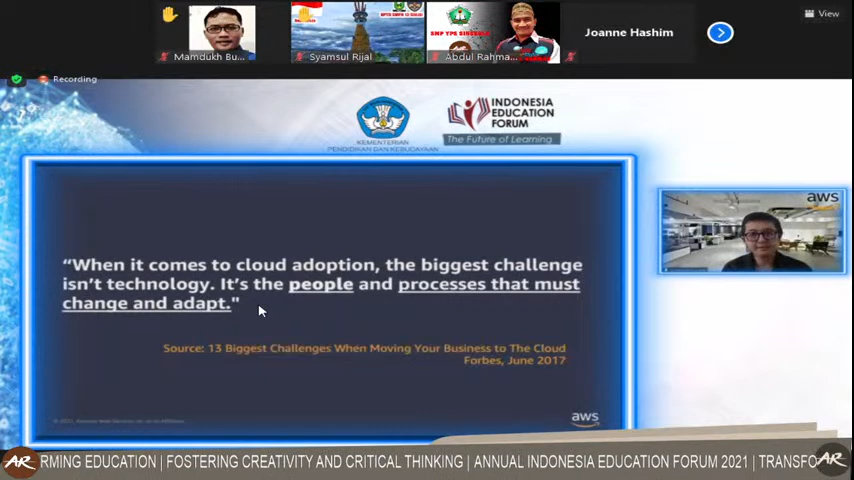 View
Joanne Hashim
SMP YPS SINGKOLE
Mamdukh Bu...
Syamsul Rijal
Abdul Rahma...
Recording
INDONESIA
EDUCATION
FORUM
The Future of Learning
KEMENTERIAN
PENDIDIKAN DAN KEBUDAYAAN
aws
“When it comes to cloud adoption, the biggest challenge
isn’t technology. It’s the people and processes that must
change and adapt."
Source: 13 Biggest Challenges When Moving Your Business to The Cloud
Forbes, June 2017
aws
AR RMING EDUCATION | FOSTERING CREATIVITY AND CRITICAL THINKING | ANNUAL INDONESIA EDUCATION FORUM 2021 | TRANSFO AR